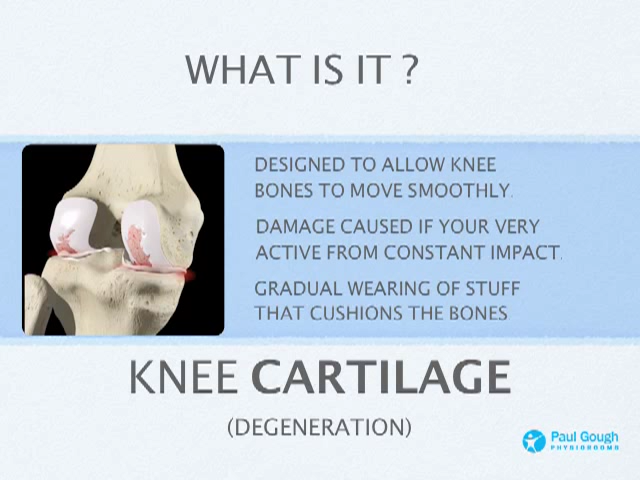 WHAT IS IT ?
DESIGNED TO ALLOW KNEE
BONES TO MOVE SMOOTHLY.
DAMAGE CAUSED IF YOUR VERY
ACTIVE FROM CONSTANT IMPACT.
GRADUAL WEARING OF STUFF
THAT CUSHIONS THE BONES
KNEE CARTILAGE
(DEGENERATION)
Paul Gough
PHYSIOROOMS